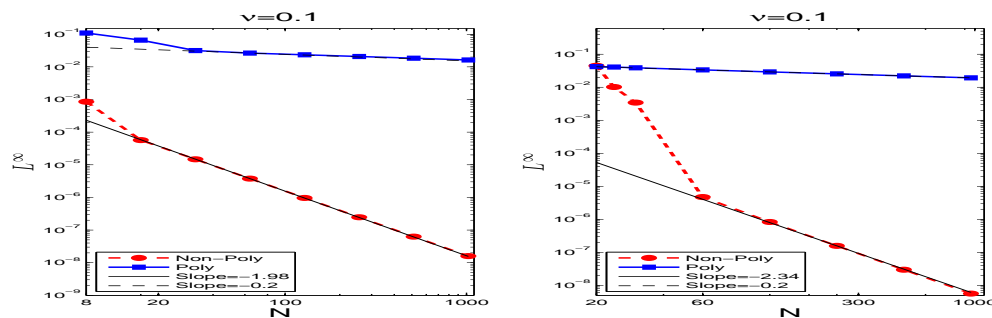 ν=0.1
10^-1
10^-2
10^-3
10^-4
10^-5
10^-6
10^-7
10^-8
10^-9
L^∞
8 20 100 1000
N
Non-Poly
Poly
Slope=-1.98
Slope=-0.2
ν=0.1
10^-1
10^-2
10^-3
10^-4
10^-5
10^-6
10^-7
10^-8
L^∞
20 60 300 1000
N
Non-Poly
Poly
Slope=-2.34
Slope=-0.2